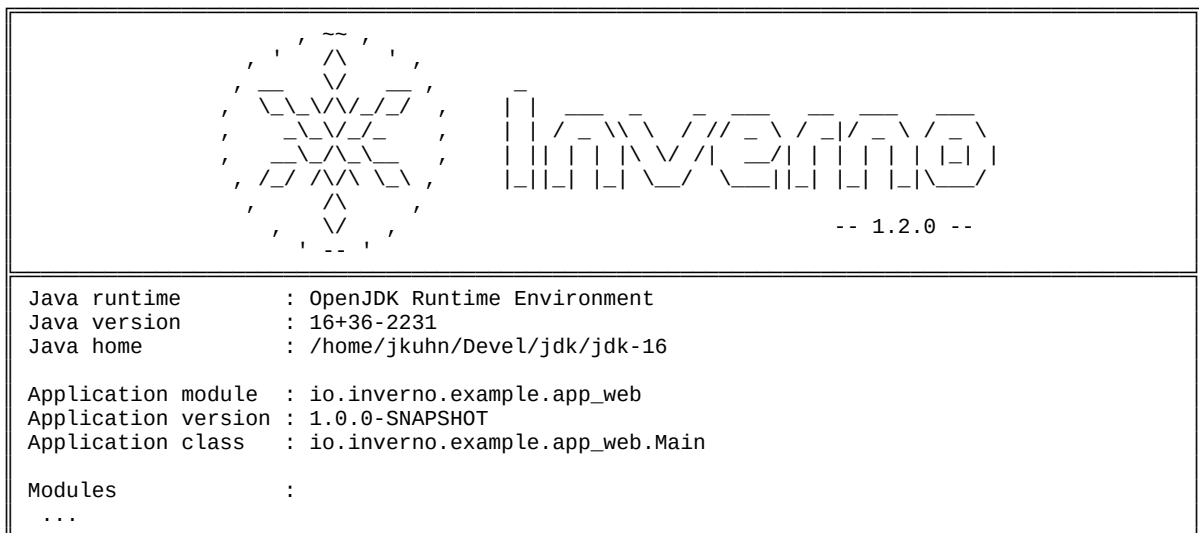 Inverno
-- 1.2.0 --
Java runtime : OpenJDK Runtime Environment
Java version : 16+36-2231
Java home : /home/jkuhn/Devel/jdk/jdk-16
Application module : io.inverno.example.app_web
Application version : 1.0.0-SNAPSHOT
Application class : io.inverno.example.app_web.Main
Modules :
...